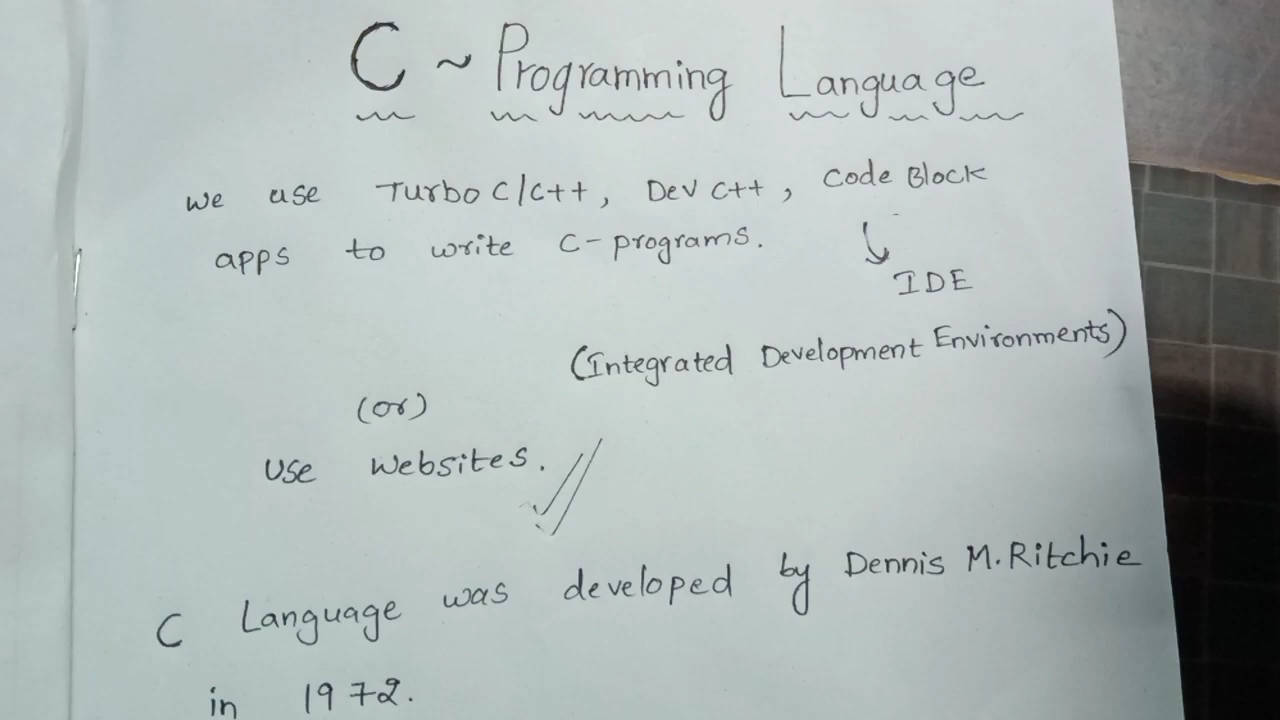 C ~ Programming Language
We use Turbo C/C++, Dev C++, Code Block
apps to write C-programs.
IDE
(Integrated Development Environments)
(or)
Use Websites.
C Language was developed by Dennis M.Ritchie
in 1972.